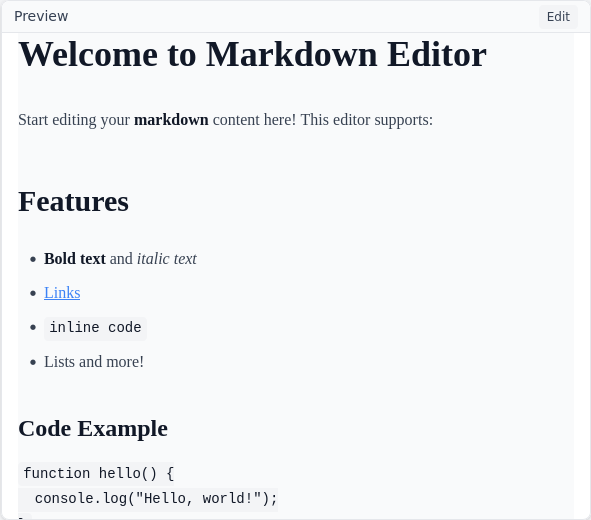 Preview
Edit
Welcome to Markdown Editor
Start editing your markdown content here! This editor supports:
Features
Bold text and italic text
Links
inline code
Lists and more!
Code Example
function hello() {
  console.log("Hello, world!");